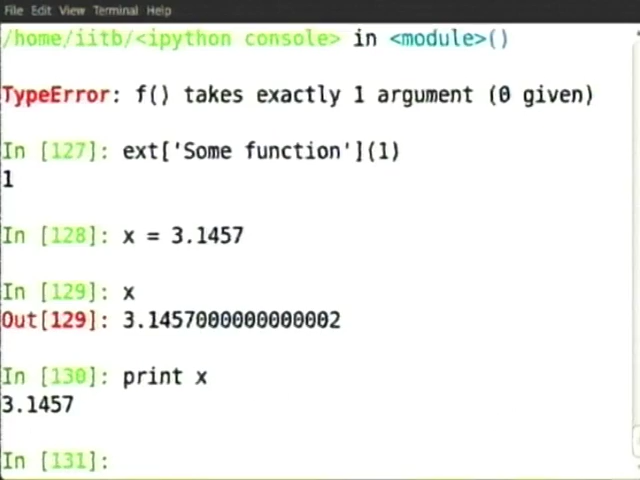 File Edit View Terminal Help
/home/iitb/<ipython console> in <module>()
TypeError: f() takes exactly 1 argument (0 given)
In [127]: ext['Some function'](1)
1
In [128]: x = 3.1457
In [129]: x
Out[129]: 3.1457000000000002
In [130]: print x
3.1457
In [131]: